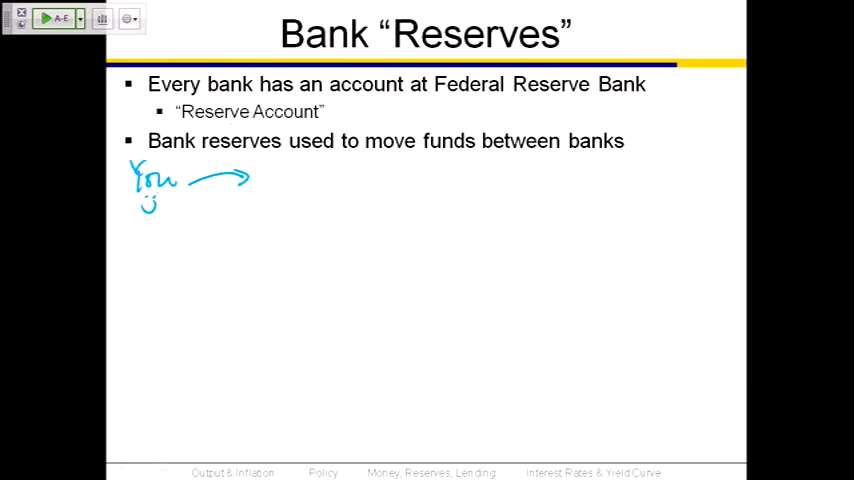 A-E
Bank “Reserves”
▪ Every bank has an account at Federal Reserve Bank
▪ “Reserve Account”
▪ Bank reserves used to move funds between banks
You
Output & Inflation Policy Money, Reserves, Lending Interest Rates & Yield Curve